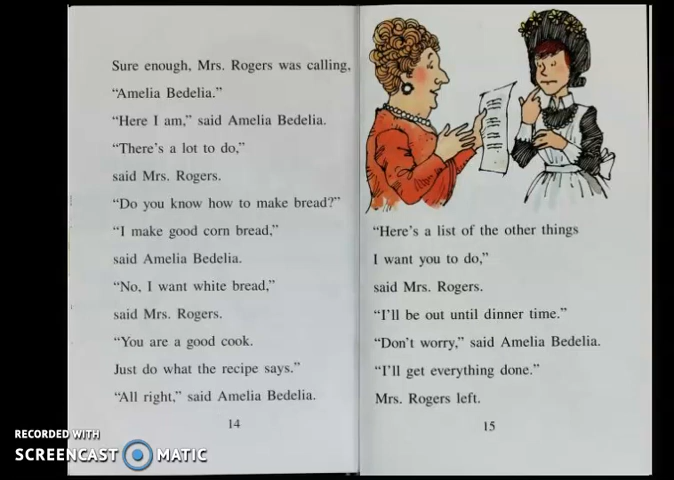 Sure enough, Mrs. Rogers was calling,
“Amelia Bedelia.”
“Here I am,” said Amelia Bedelia.
“There’s a lot to do,”
said Mrs. Rogers.
“Do you know how to make bread?”
“I make good corn bread,”
said Amelia Bedelia.
“No, I want white bread,”
said Mrs. Rogers.
“You are a good cook.
Just do what the recipe says.”
“All right,” said Amelia Bedelia.
14
“Here’s a list of the other things
I want you to do,”
said Mrs. Rogers.
“I’ll be out until dinner time.”
“Don’t worry,” said Amelia Bedelia.
“I’ll get everything done.”
Mrs. Rogers left.
15
RECORDED WITH
SCREENCAST MATIC